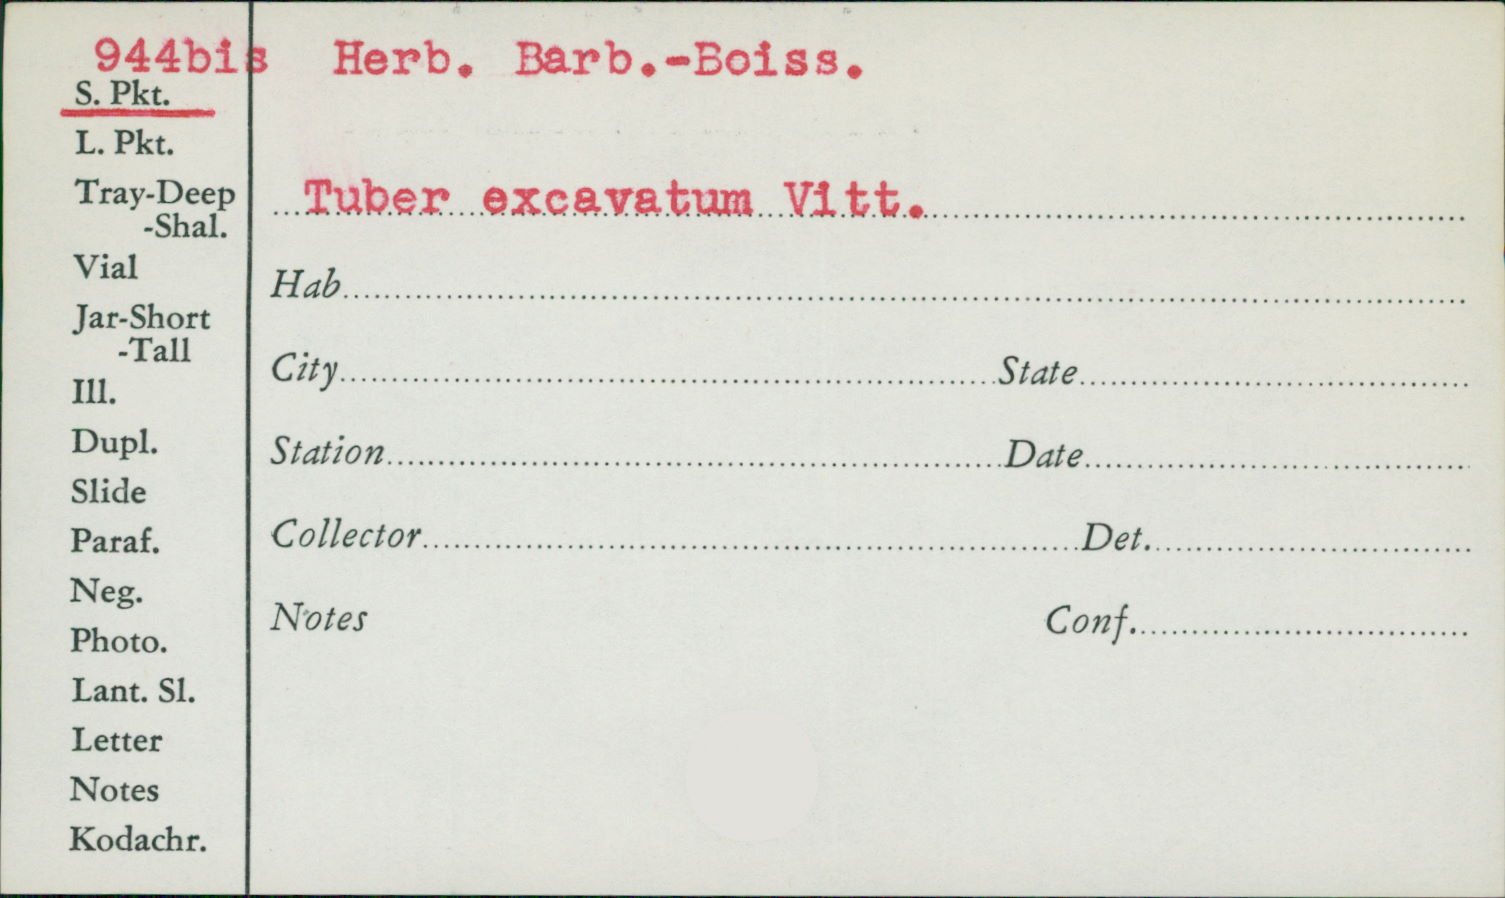 944bis Herb. Barb.-Boiss.
S. Pkt.
L. Pkt.
Tray-Deep
-Shal.
Vial
Jar-Short
-Tall
Ill.
Dupl.
Slide
Paraf.
Neg.
Photo.
Lant. Sl.
Letter
Notes
Kodachr.
Tuber excavatum Vitt.
Hab
City State
Station Date
Collector Det.
Notes Conf.